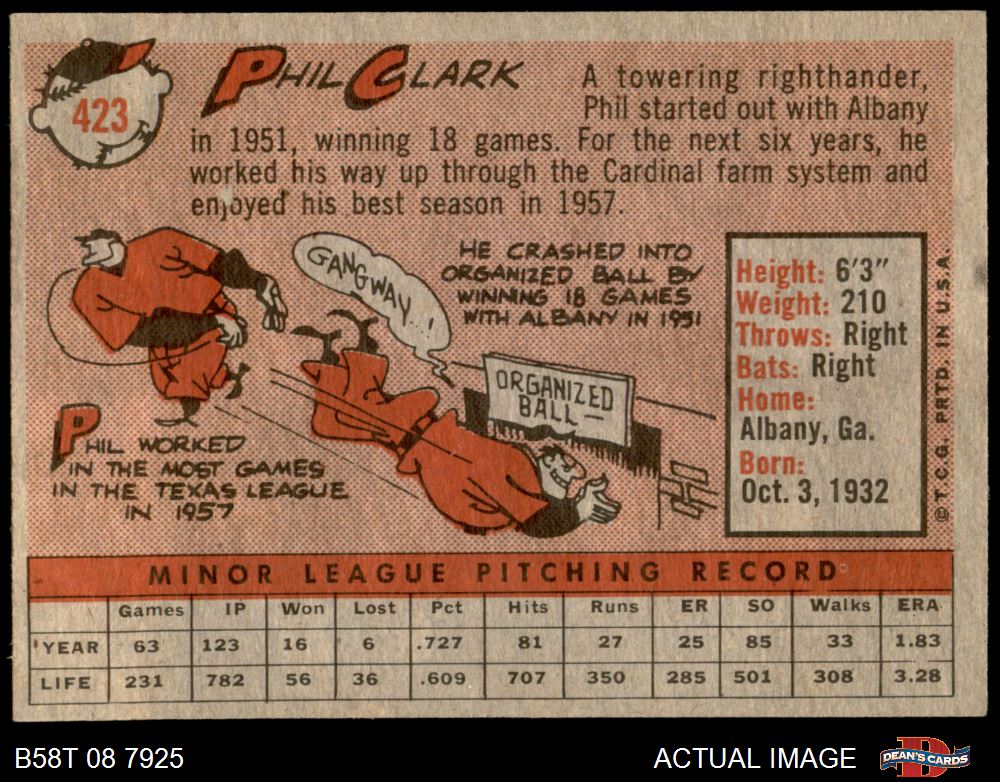 423
PHIL CLARK
A towering righthander,
Phil started out with Albany
in 1951, winning 18 games. For the next six years, he
worked his way up through the Cardinal farm system and
enjoyed his best season in 1957.
GANGWAY!
HE CRASHED INTO
ORGANIZED BALL BY
WINNING 18 GAMES
WITH ALBANY IN 1951
ORGANIZED
BALL—
PHIL WORKED
IN THE MOST GAMES
IN THE TEXAS LEAGUE
IN 1957
Height: 6'3"
Weight: 210
Throws: Right
Bats: Right
Home:
Albany, Ga.
Born:
Oct. 3, 1932
© T.C.G. PRTD. IN U.S.A.
MINOR LEAGUE PITCHING RECORD
Games IP Won Lost Pct Hits Runs ER SO Walks ERA
YEAR 63 123 16 6 .727 81 27 25 85 33 1.83
LIFE 231 782 56 36 .609 707 350 285 501 308 3.28
B58T 08 7925
ACTUAL IMAGE
D
DEAN'S CARDS